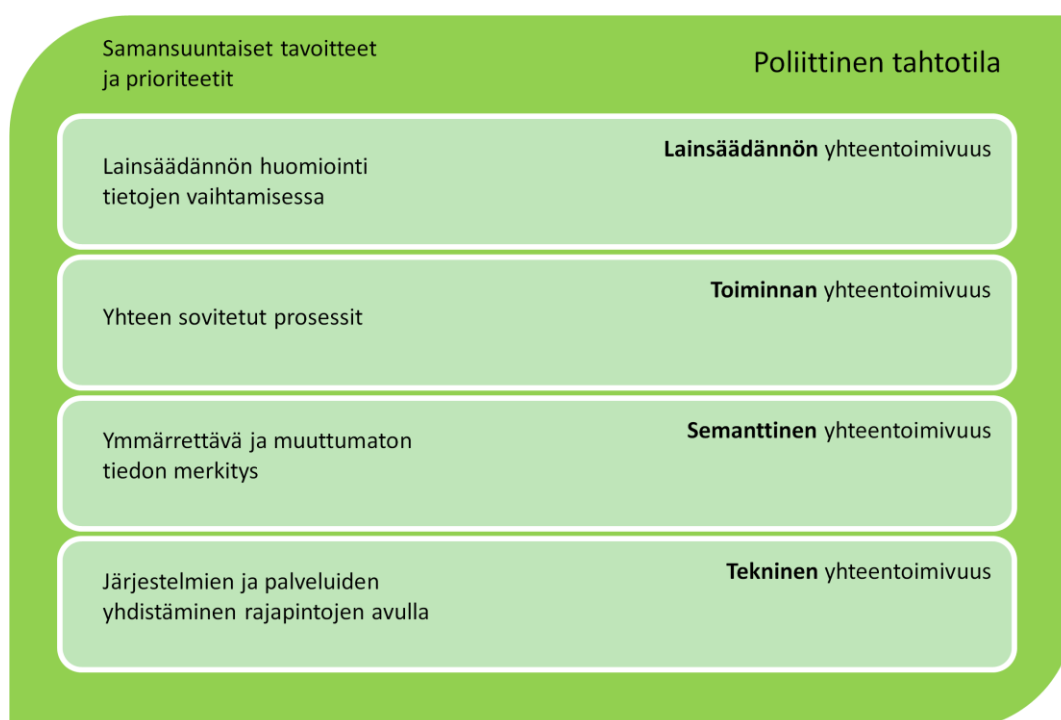 Samansuuntaiset tavoitteet
ja prioriteetit
Poliittinen tahtotila
Lainsäädännön huomiointi
tietojen vaihtamisessa
Lainsäädännön yhteentoimivuus
Yhteen sovitetut prosessit
Toiminnan yhteentoimivuus
Ymmärrettävä ja muuttumaton
tiedon merkitys
Semanttinen yhteentoimivuus
Järjestelmien ja palveluiden
yhdistäminen rajapintojen avulla
Tekninen yhteentoimivuus